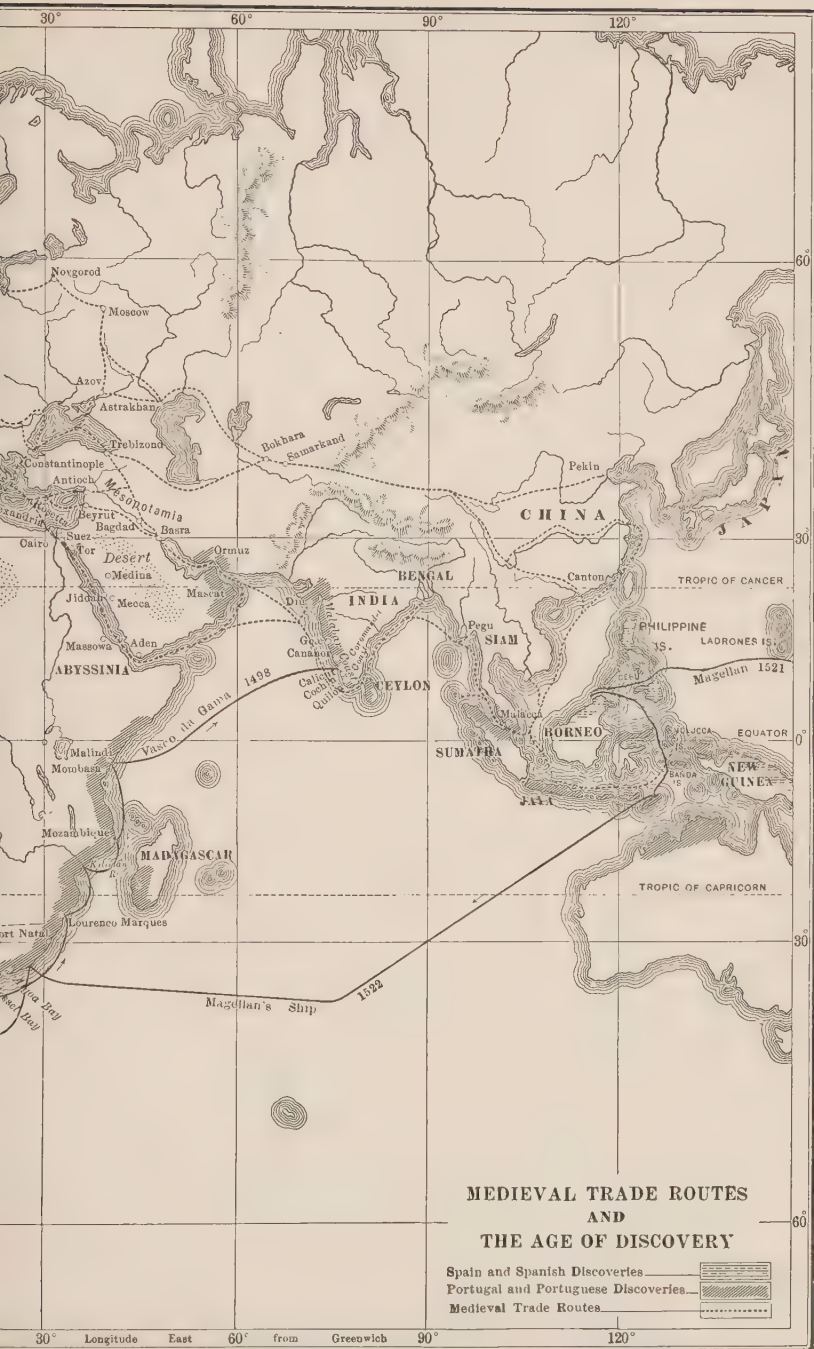 30° 60° 90° 120°
60°
Novgorod
Moscow
Azov
Astrakhan
Trebizond
Bokhara
Samarkand
Pekin
Constantinople
Antioch
Mesopotamia
CHINA
JAPAN
Beyrut
Bagdad
Basra
30°
Cairo
Suez
Tor
Desert
Ormuz
Medina
BENGAL
Canton
TROPIC OF CANCER
Jiddah
Mecca
Mascat
Diu
INDIA
Pegu
SIAM
PHILIPPINE
IS.
LADRONES IS.
Massowa
Aden
Goa
Cananor
ABYSSINIA
Calicut
Cochin
Quilon
CEYLON
Magellan 1521
Vasco da Gama 1498
Malacca
BORNEO
EQUATOR
0°
Malindi
Mombasa
SUMATRA
BANDA
IS
NEW
GUINEA
JAVA
Mozambique
MADAGASCAR
TROPIC OF CAPRICORN
Lourenco Marques
ort Natal
30°
Magellan's Ship 1522
Bay
Bay
MEDIEVAL TRADE ROUTES
AND
THE AGE OF DISCOVERY
60°
Spain and Spanish Discoveries
Portugal and Portuguese Discoveries
Medieval Trade Routes
30° Longitude East 60° from Greenwich 90° 120°